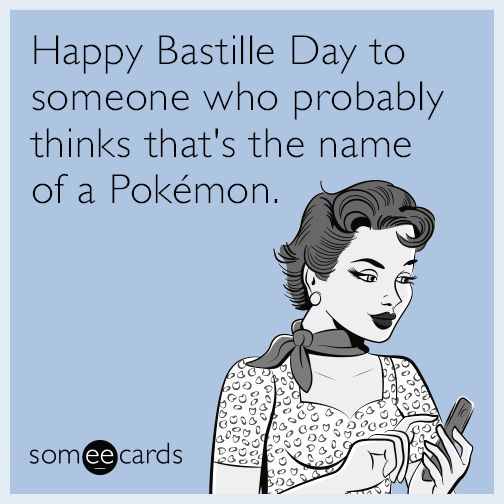 Happy Bastille Day to
someone who probably
thinks that's the name
of a Pokémon.
someecards